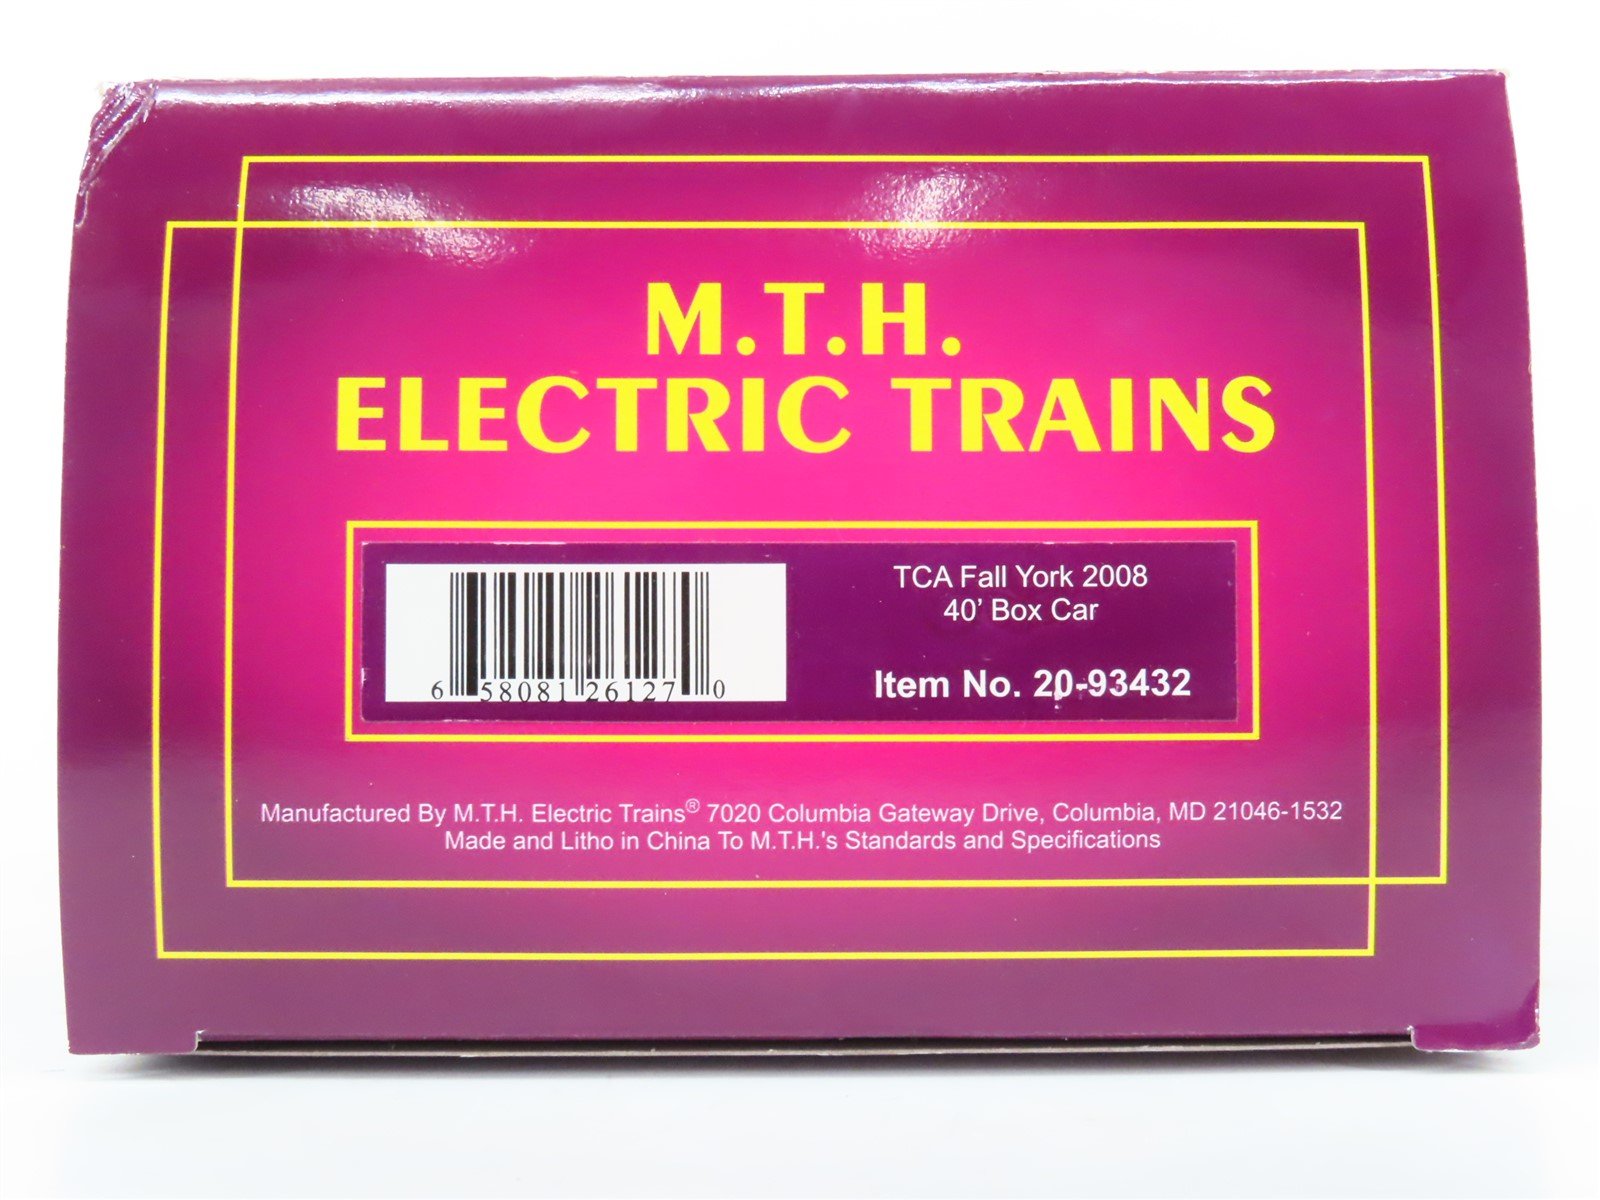 M.T.H.
ELECTRIC TRAINS
TCA Fall York 2008
40' Box Car
Item No. 20-93432
6 58081 26127 0
Manufactured By M.T.H. Electric Trains® 7020 Columbia Gateway Drive, Columbia, MD 21046-1532
Made and Litho in China To M.T.H.'s Standards and Specifications